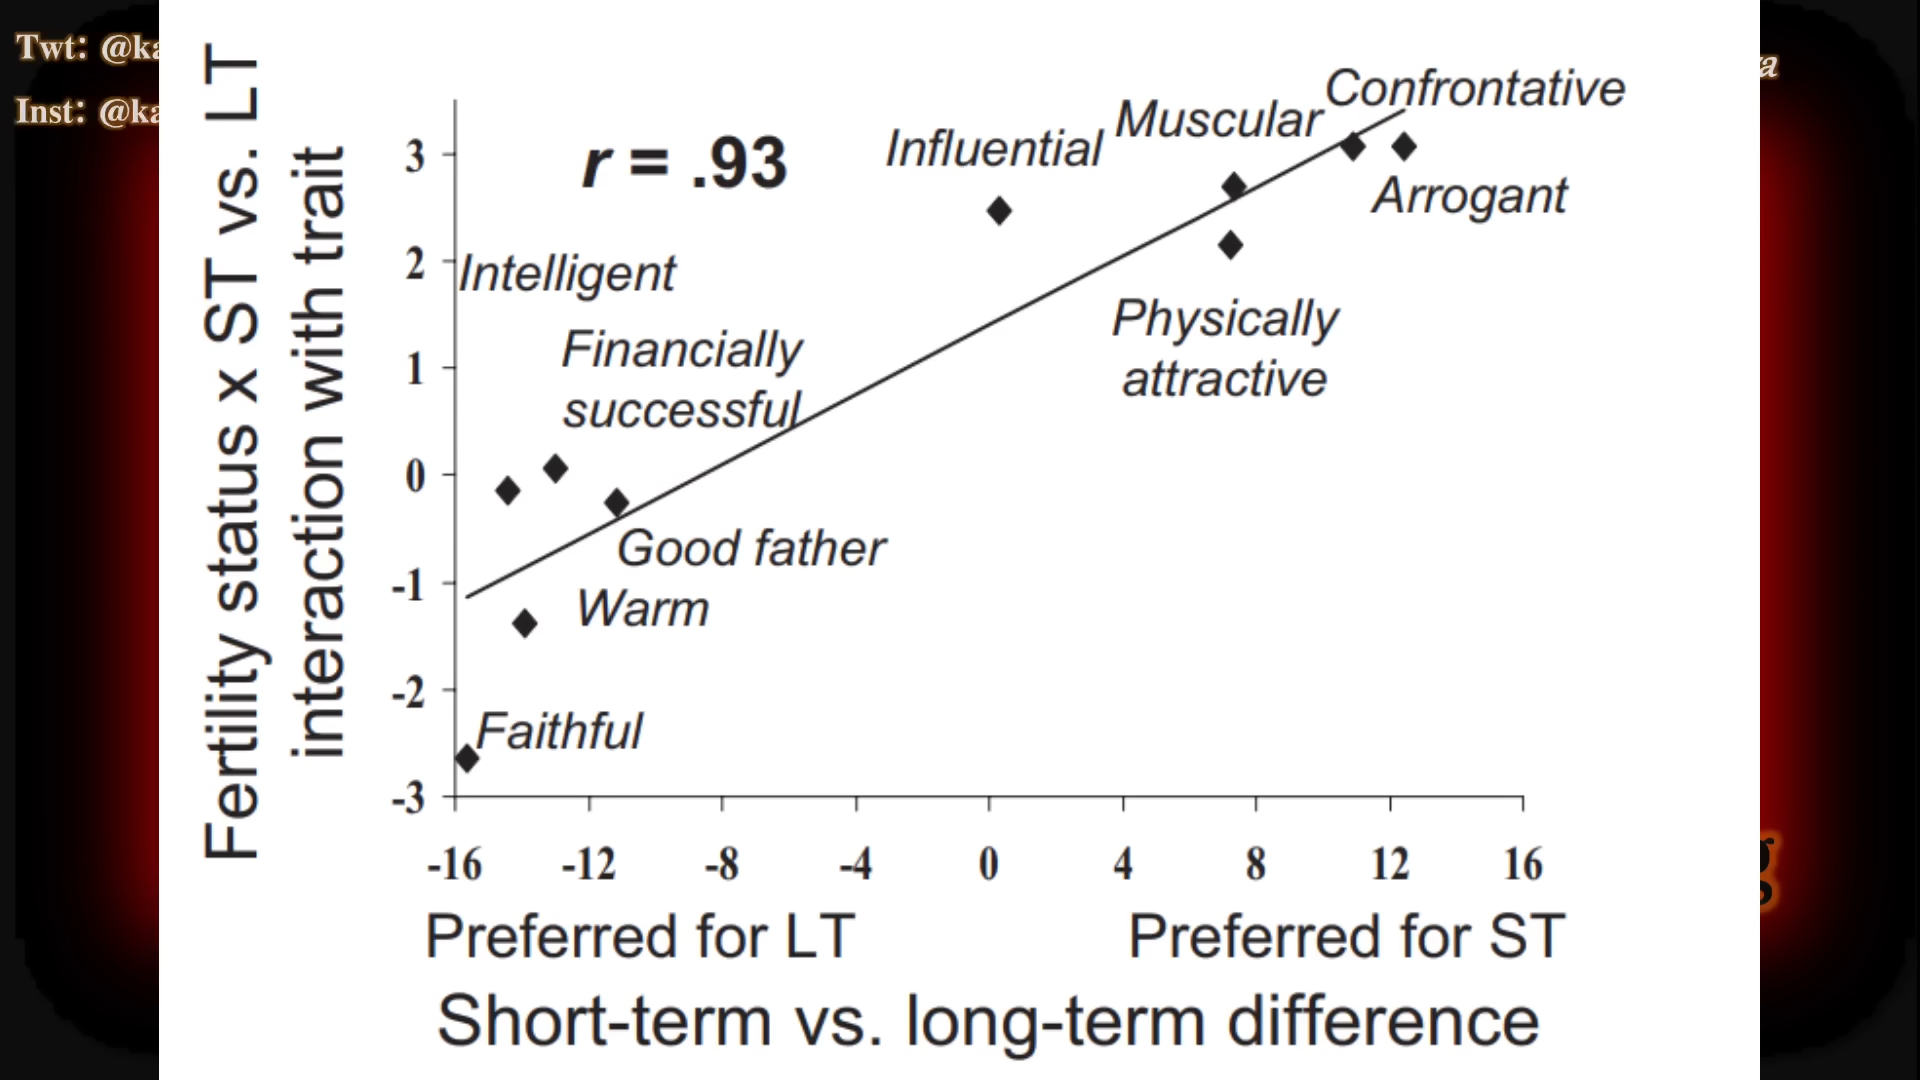 Twt: @ka
Inst: @ka
Fertility status x ST vs. LT
interaction with trait
r = .93
Influential
Muscular
Confrontative
Arrogant
Intelligent
Financially
successful
Physically
attractive
Good father
Warm
Faithful
3
2
1
0
-1
-2
-3
-16 -12 -8 -4 0 4 8 12 16
Preferred for LT
Preferred for ST
Short-term vs. long-term difference
a
g